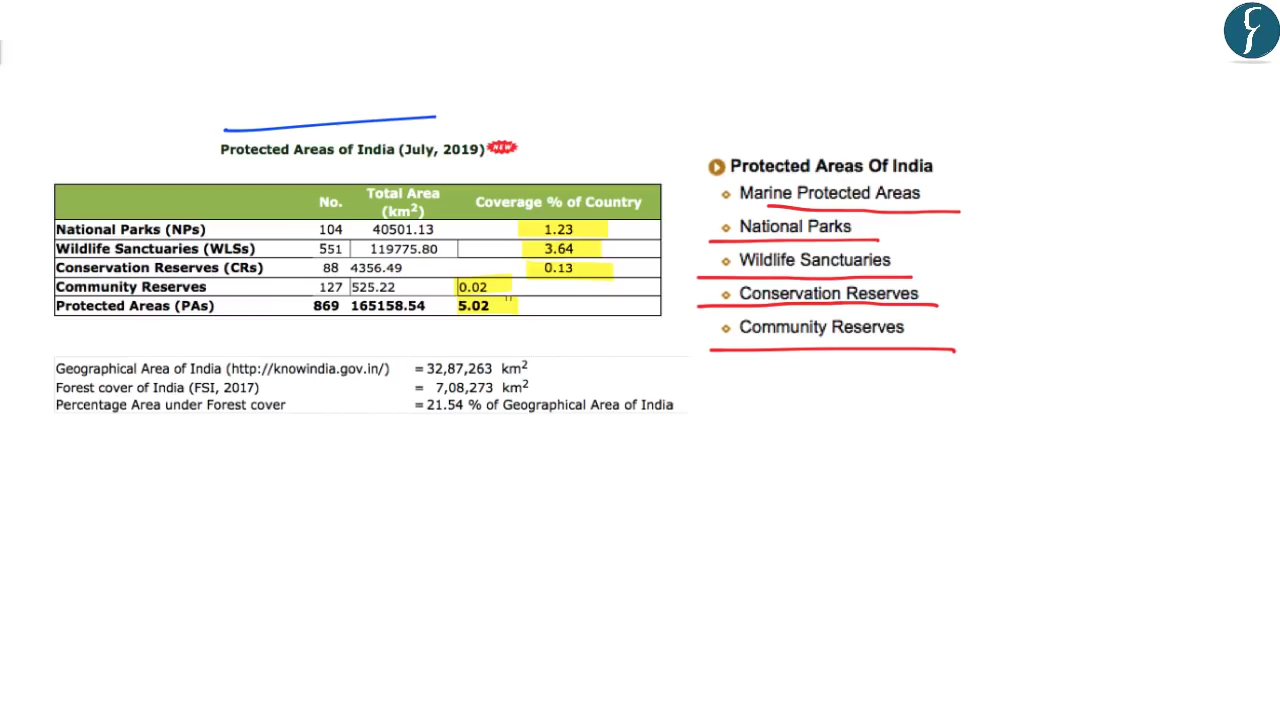 Protected Areas of India (July, 2019) NEW
No. Total Area (km2) Coverage % of Country
National Parks (NPs) 104 40501.13 1.23
Wildlife Sanctuaries (WLSs) 551 119775.80 3.64
Conservation Reserves (CRs) 88 4356.49 0.13
Community Reserves 127 525.22 0.02
Protected Areas (PAs) 869 165158.54 5.02
Geographical Area of India (http://knowindia.gov.in/) = 32,87,263 km2
Forest cover of India (FSI, 2017) = 7,08,273 km2
Percentage Area under Forest cover = 21.54 % of Geographical Area of India
Protected Areas Of India
Marine Protected Areas
National Parks
Wildlife Sanctuaries
Conservation Reserves
Community Reserves